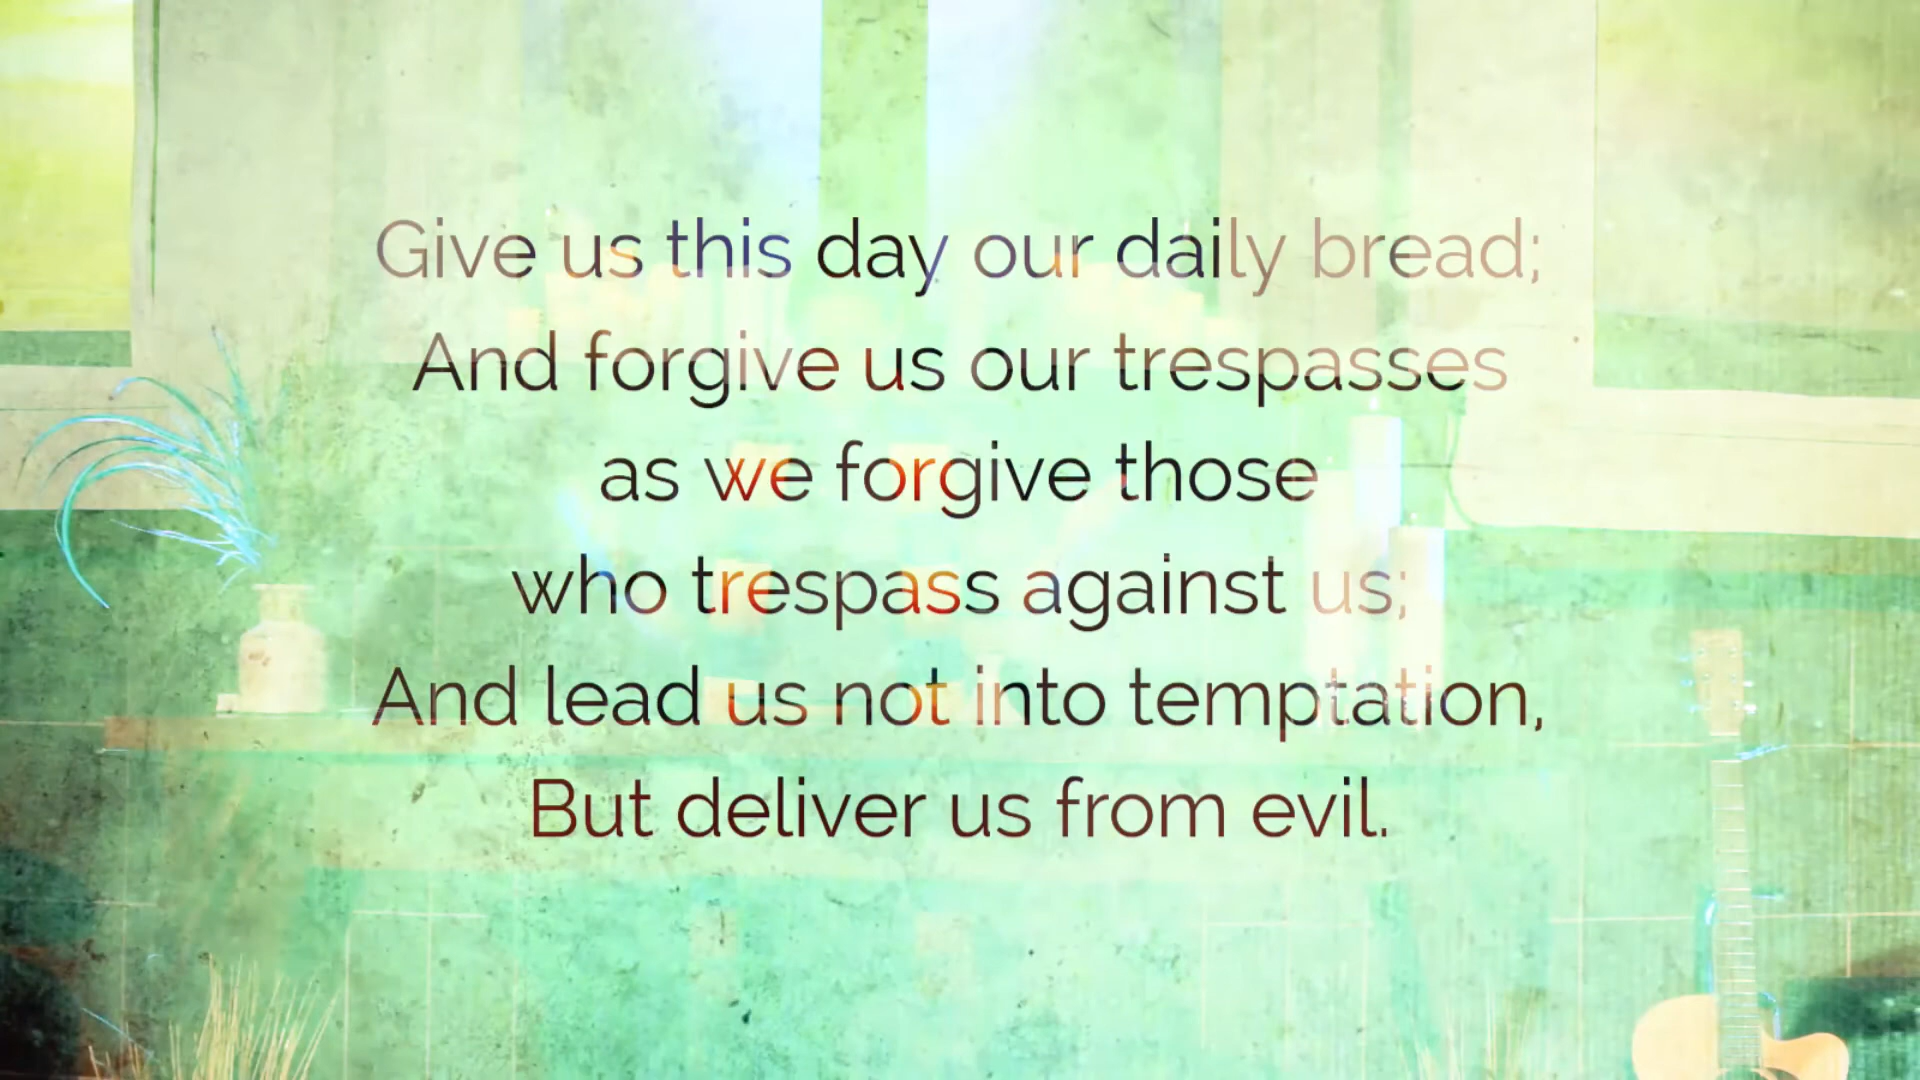 Give us this day our daily bread;
And forgive us our trespasses
as we forgive those
who trespass against us;
And lead us not into temptation,
But deliver us from evil.